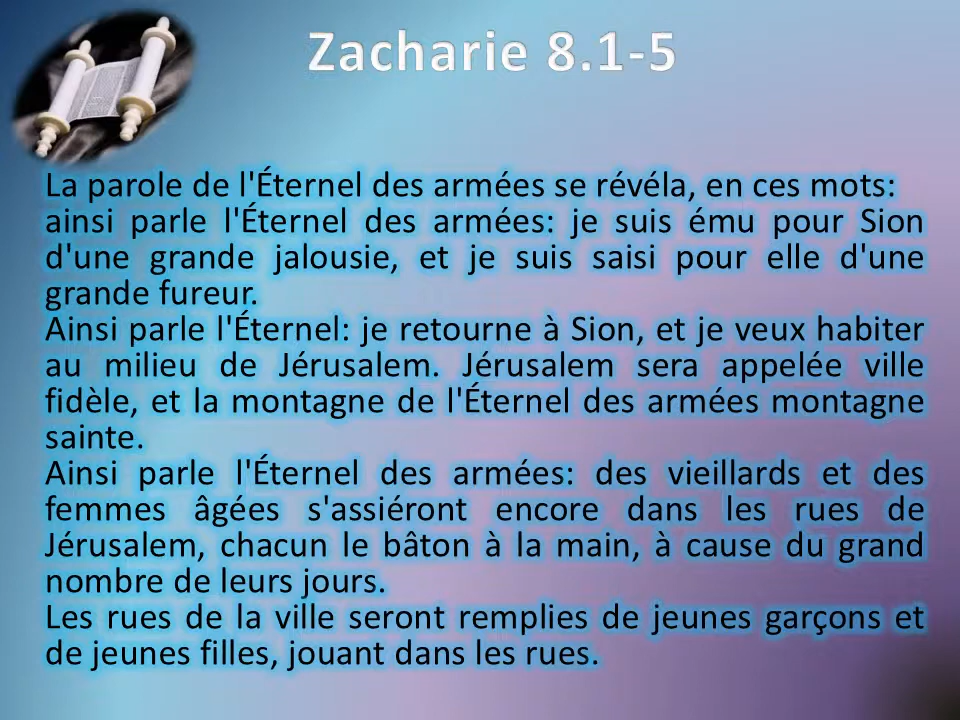 Zacharie 8.1-5
La parole de l'Éternel des armées se révéla, en ces mots:
ainsi parle l'Éternel des armées: je suis ému pour Sion
d'une grande jalousie, et je suis saisi pour elle d'une
grande fureur.
Ainsi parle l'Éternel: je retourne à Sion, et je veux habiter
au milieu de Jérusalem. Jérusalem sera appelée ville
fidèle, et la montagne de l'Éternel des armées montagne
sainte.
Ainsi parle l'Éternel des armées: des vieillards et des
femmes âgées s'assiéront encore dans les rues de
Jérusalem, chacun le bâton à la main, à cause du grand
nombre de leurs jours.
Les rues de la ville seront remplies de jeunes garçons et
de jeunes filles, jouant dans les rues.